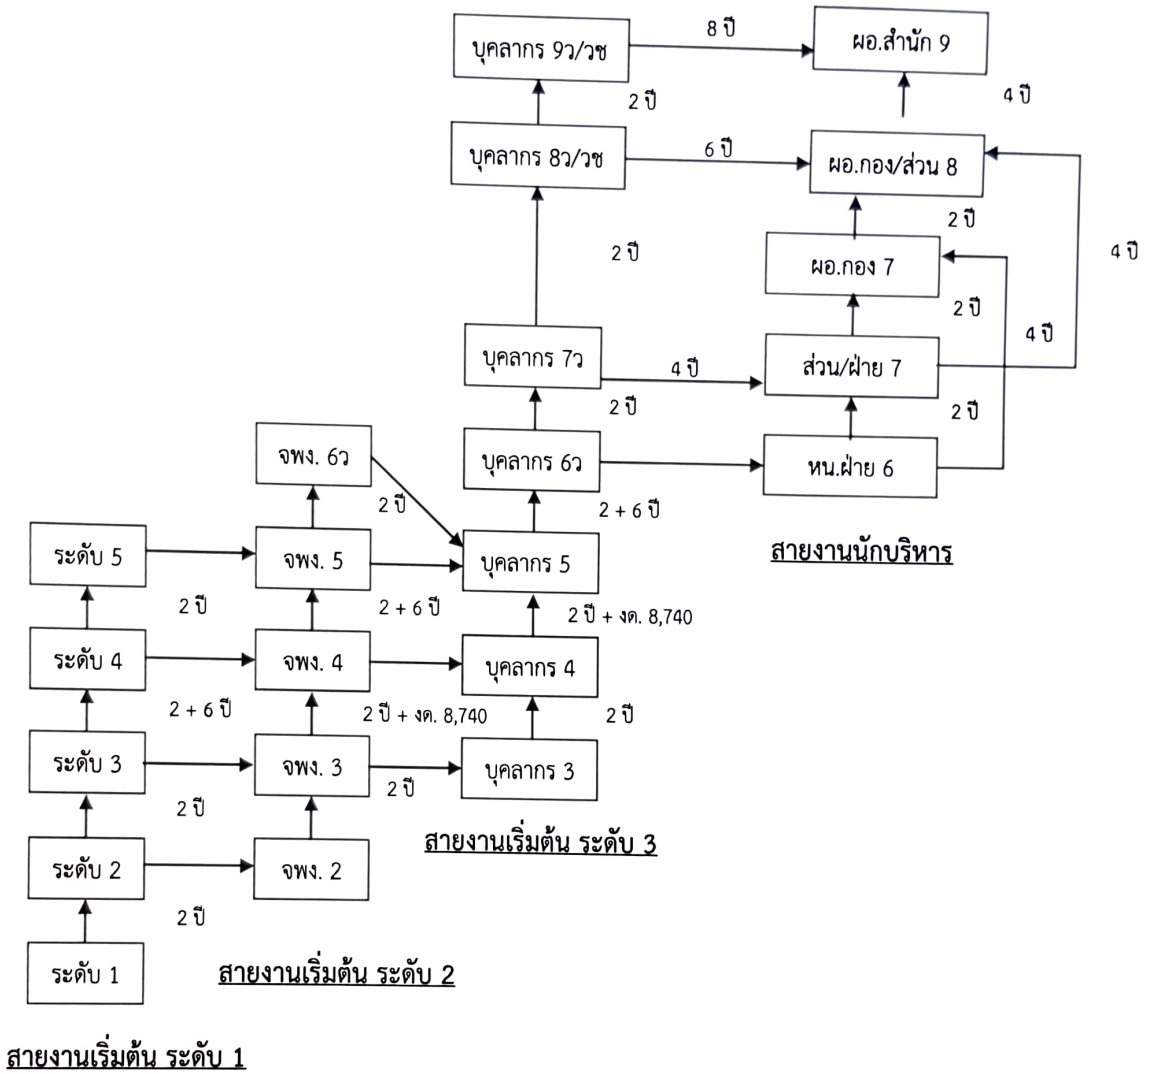 8 ปี
บุคลากร 9ว/วช
ผอ.สำนัก 9
2 ปี
4 ปี
บุคลากร 8ว/วช
6 ปี
ผอ.กอง/ส่วน 8
2 ปี
2 ปี
4 ปี
ผอ.กอง 7
2 ปี
4 ปี
บุคลากร 7ว
4 ปี
ส่วน/ฝ่าย 7
2 ปี
2 ปี
จพง. 6ว
บุคลากร 6ว
หน.ฝ่าย 6
2 ปี
2 + 6 ปี
ระดับ 5
จพง. 5
บุคลากร 5
สายงานนักบริหาร
2 ปี
2 + 6 ปี
2 ปี + งด. 8,740
ระดับ 4
จพง. 4
บุคลากร 4
2 + 6 ปี
2 ปี + งด. 8,740
2 ปี
ระดับ 3
จพง. 3
บุคลากร 3
2 ปี
2 ปี
สายงานเริ่มต้น ระดับ 3
ระดับ 2
จพง. 2
2 ปี
ระดับ 1
สายงานเริ่มต้น ระดับ 2
สายงานเริ่มต้น ระดับ 1